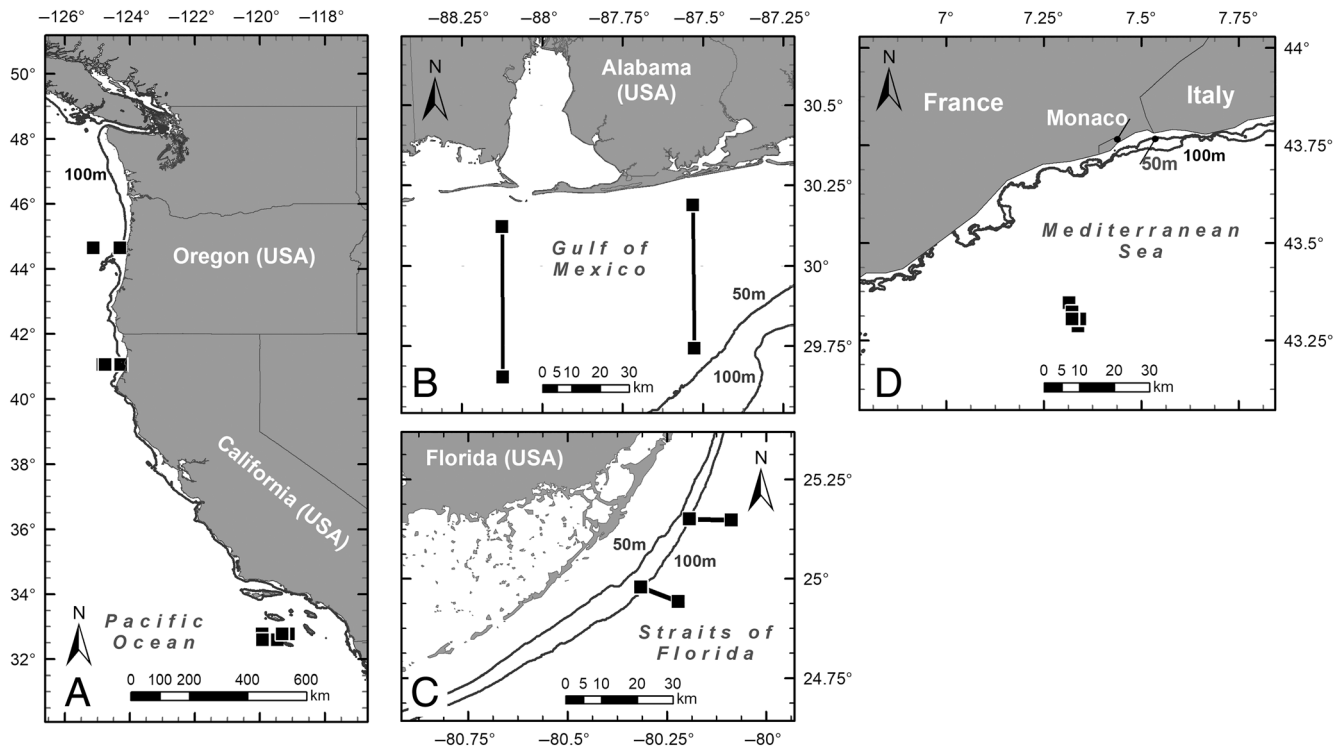 −126° −124° −122° −120° −118°
50°
48°
46°
44°
42°
40°
38°
36°
34°
32°
100m
Oregon (USA)
California (USA)
N
Pacific
Ocean
0 100 200 400 600
km
A
−88.25 −88° −87.75° −87.25°
N
Alabama
(USA)
30.5°
30.25°
30°
29.75°
Gulf of
Mexico
50m
100m
0 5 10 20 30
km
B
Florida (USA)
N
25.25°
25°
24.75°
50m
100m
Straits of
Florida
0 5 10 20 30
km
C
−80.75° −80.5° −80.25° −80°
7° 7.25° 7.5° 7.75°
44°
43.75°
43.5°
43.25°
N
France
Monaco
Italy
50m
100m
Mediterranean
Sea
0 5 10 20 30
km
D